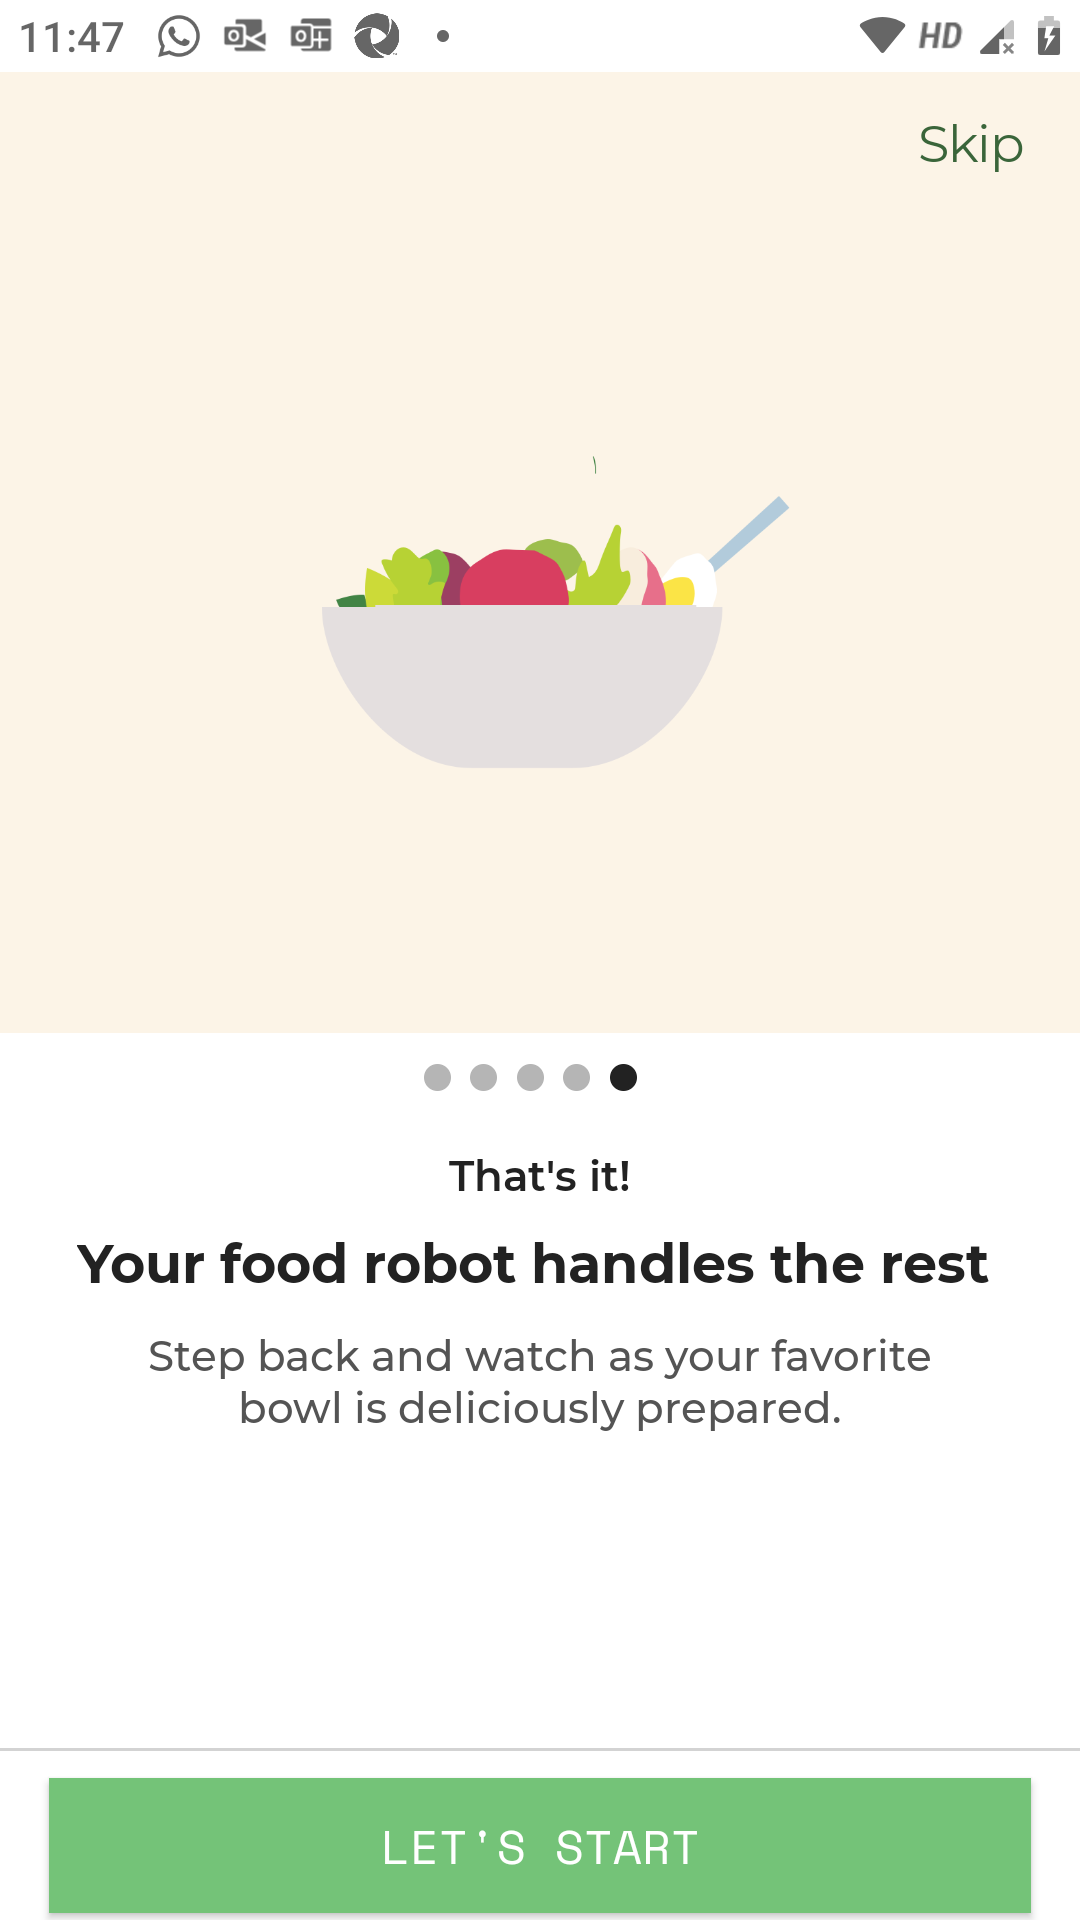 11:47
HD
Skip
That's it!
Your food robot handles the rest
Step back and watch as your favorite
bowl is deliciously prepared.
LET'S START